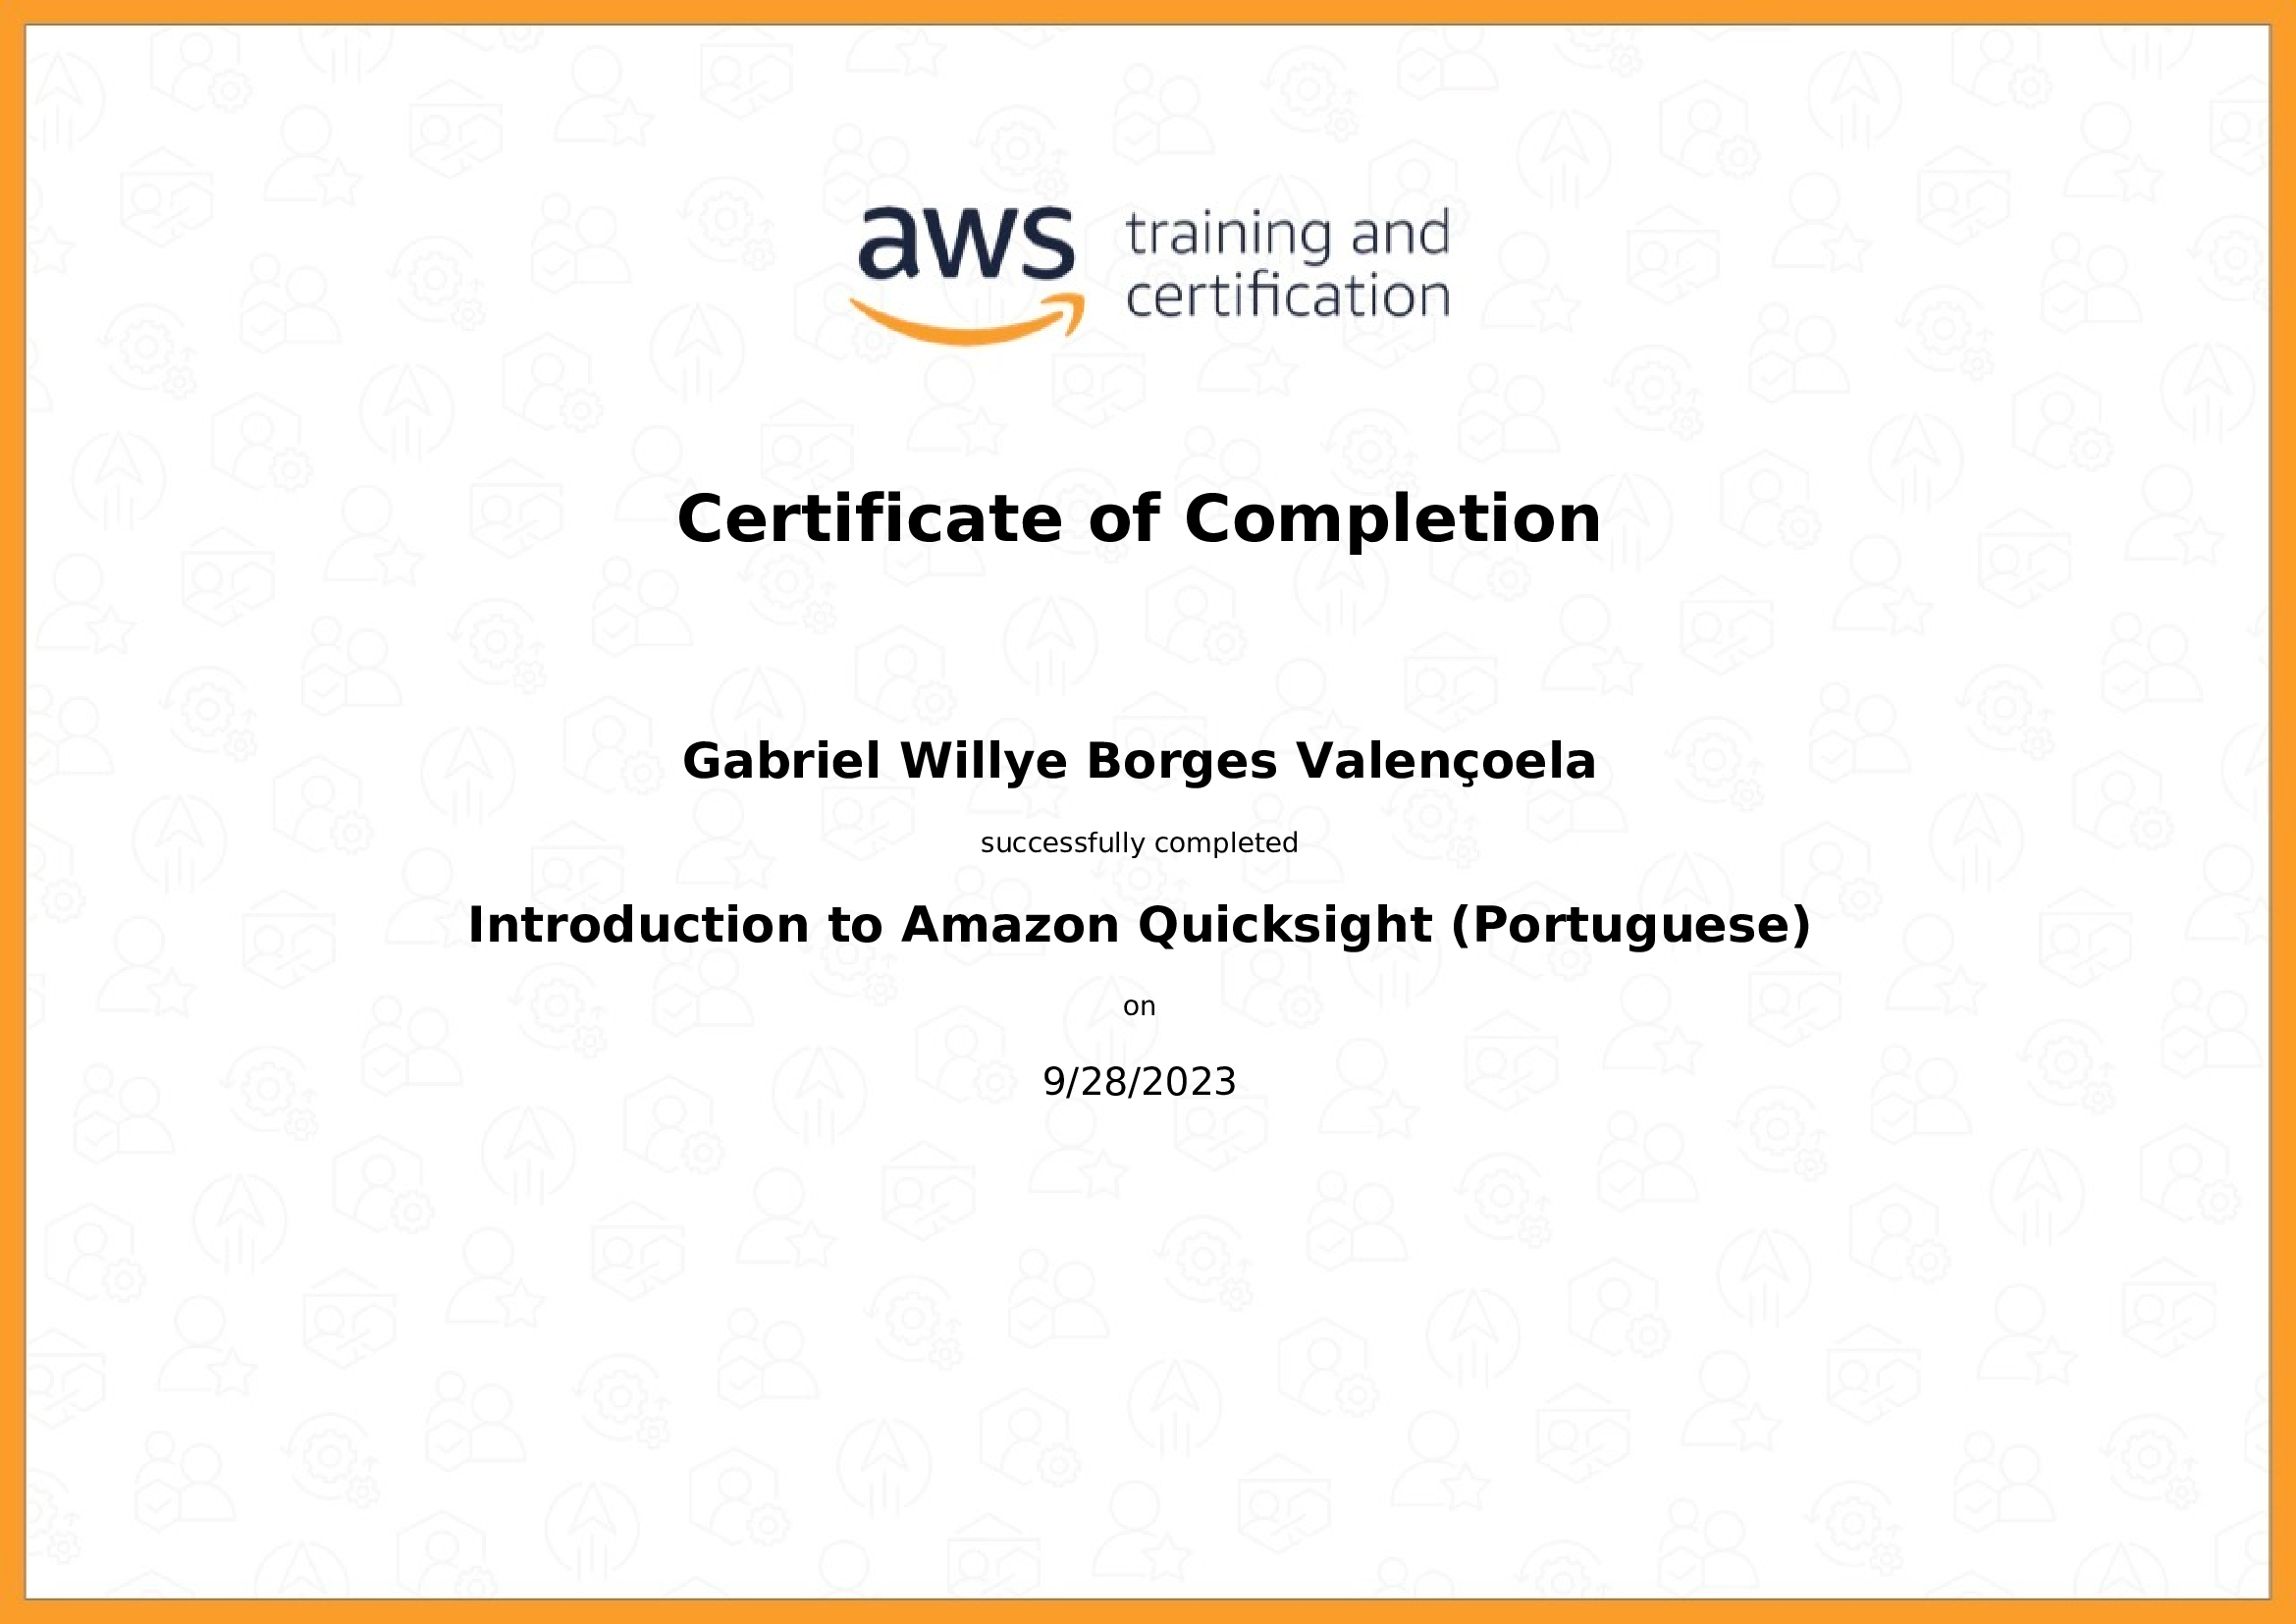 aws training and
certification
Certificate of Completion
Gabriel Willye Borges Valençoela
successfully completed
Introduction to Amazon Quicksight (Portuguese)
on
9/28/2023